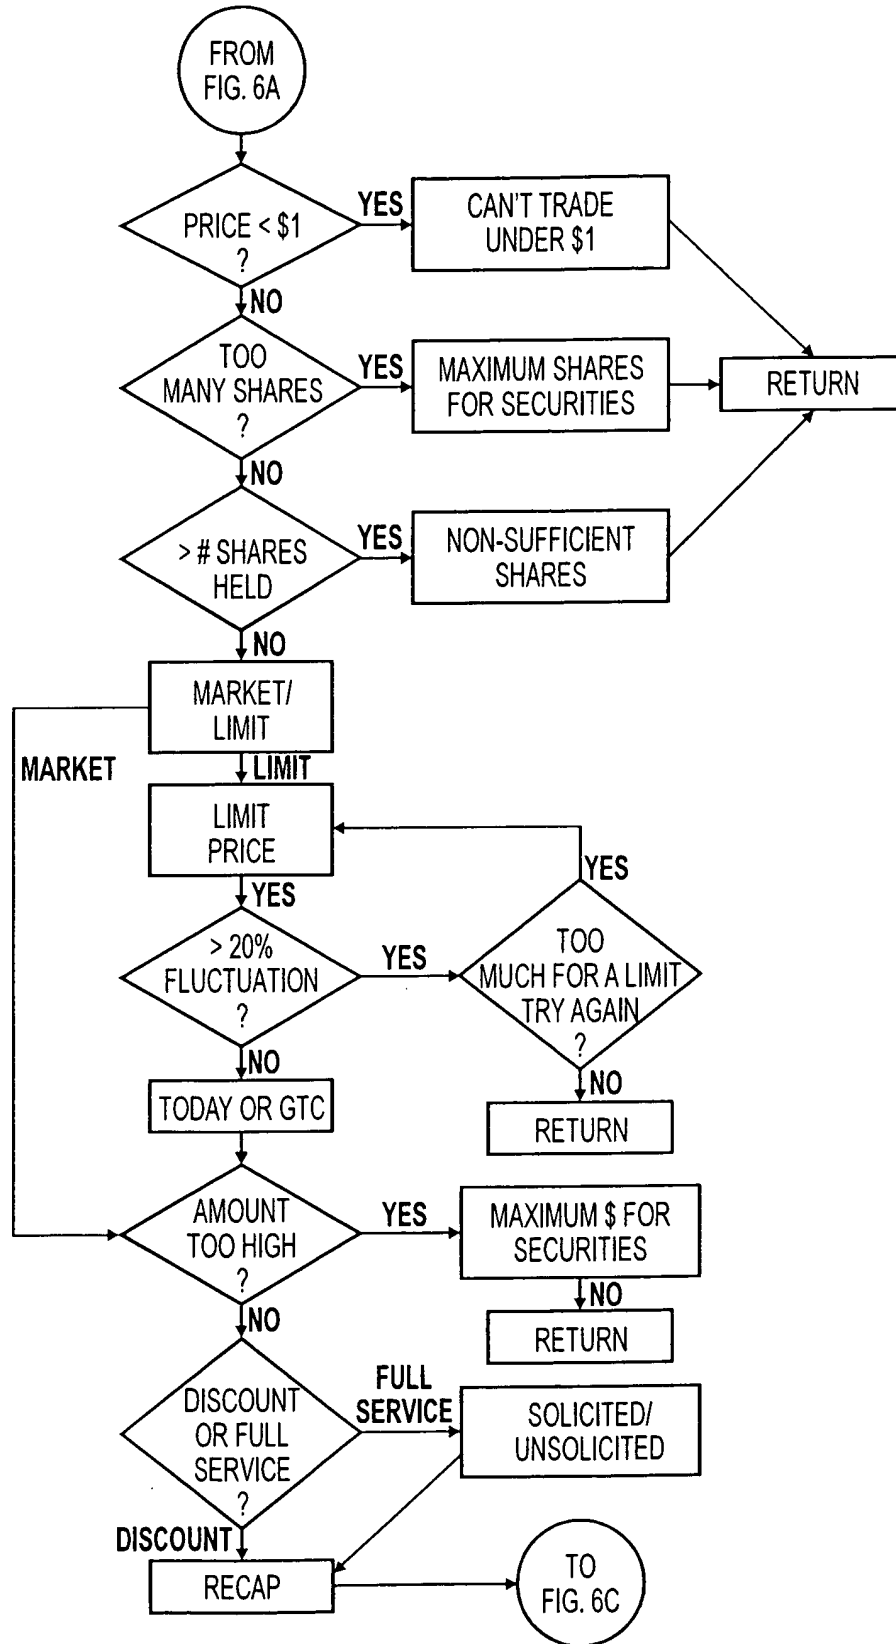 FROM
FIG. 6A
PRICE < $1
?
YES
CAN'T TRADE
UNDER $1
NO
TOO
MANY SHARES
?
YES
MAXIMUM SHARES
FOR SECURITIES
RETURN
NO
> # SHARES
HELD
YES
NON-SUFFICIENT
SHARES
NO
MARKET/
LIMIT
MARKET
LIMIT
LIMIT
PRICE
YES
YES
> 20%
FLUCTUATION
?
YES
TOO
MUCH FOR A LIMIT
TRY AGAIN
?
NO
NO
TODAY OR GTC
RETURN
AMOUNT
TOO HIGH
?
YES
MAXIMUM $ FOR
SECURITIES
NO
NO
RETURN
DISCOUNT
OR FULL
SERVICE
?
FULL
SERVICE
SOLICITED/
UNSOLICITED
DISCOUNT
RECAP
TO
FIG. 6C